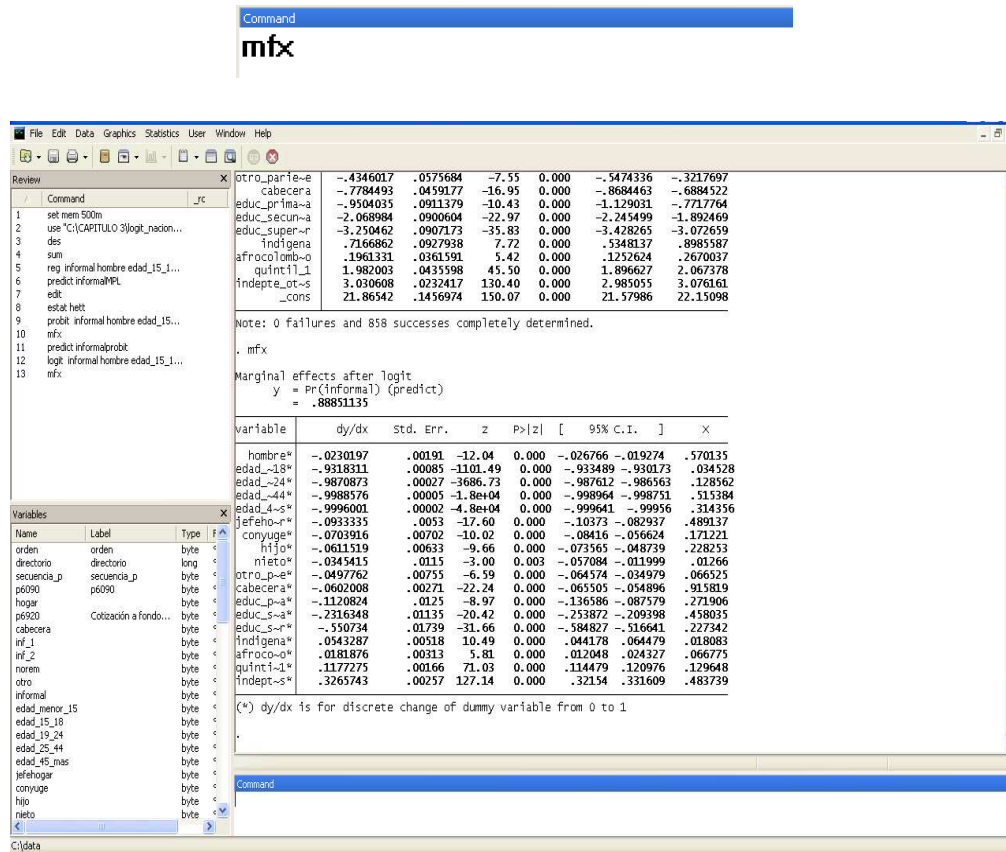 Command
mfx
File Edit Data Graphics Statistics User Window Help
Review
Command _rc
1 set mem 500m
2 use "C:\CAPITULO 3\logit_nacion...
3 des
4 sum
5 reg informal hombre edad_15_1...
6 predict informalMPL
7 edit
8 estat hett
9 probit informal hombre edad_15...
10 mfx
11 predict informalprobit
12 logit informal hombre edad_15_1...
13 mfx
Variables
Name Label Type F
orden orden byte
directorio directorio long
secuencia_p secuencia_p byte
p6090 p6090 byte
hogar byte
p6920 Cotización a fondo... byte
cabecera byte
inf_1 byte
inf_2 byte
norem byte
otro byte
informal byte
edad_menor_15 byte
edad_15_18 byte
edad_19_24 byte
edad_25_44 byte
edad_45_mas byte
jefehogar byte
conyuge byte
hijo byte
nieto byte
otro_parie~e -.4346017 .0575684 -7.55 0.000 -.5474336 -.3217697
cabecera -.7784493 .0459177 -16.95 0.000 -.8684463 -.6884522
educ_prima~a -.9504035 .0911379 -10.43 0.000 -1.129031 -.7717764
educ_secun~a -2.068984 .0900604 -22.97 0.000 -2.245499 -1.892469
educ_super~r -3.250462 .0907173 -35.83 0.000 -3.428265 -3.072659
indigena .7166862 .0927938 7.72 0.000 .5348137 .8985587
afrocolomb~o .1961331 .0361591 5.42 0.000 .1252624 .2670037
quintil_1 1.982003 .0435598 45.50 0.000 1.896627 2.067378
indepte_ot~s 3.030608 .0232417 130.40 0.000 2.985055 3.076161
_cons 21.86542 .1456974 150.07 0.000 21.57986 22.15098
Note: 0 failures and 858 successes completely determined.
. mfx
Marginal effects after logit
y = Pr(informal) (predict)
= .88851135
variable dy/dx Std. Err. z P>|z| [ 95% C.I. ] X
hombre* -.0230197 .00191 -12.04 0.000 -.026766 -.019274 .570135
edad_~18* -.9318311 .00085 -1101.49 0.000 -.933489 -.930173 .034528
edad_~24* -.9870873 .00027 -3686.73 0.000 -.987612 -.986563 .128562
edad_~44* -.9988576 .00005 -1.8e+04 0.000 -.998964 -.998751 .515384
edad_4~s* -.9996001 .00002 -4.8e+04 0.000 -.999641 -.99956 .314356
jefeho~r* -.0933335 .0053 -17.60 0.000 -.10373 -.082937 .489137
conyuge* -.0703916 .00702 -10.02 0.000 -.08416 -.056624 .171221
hijo* -.0611519 .00633 -9.66 0.000 -.073565 -.048739 .228253
nieto* -.0345415 .0115 -3.00 0.003 -.057084 -.011999 .01266
otro_p~e* -.0497762 .00755 -6.59 0.000 -.064574 -.034979 .066525
cabecera* -.0602008 .00271 -22.24 0.000 -.065505 -.054896 .915819
educ_p~a* -.1120824 .0125 -8.97 0.000 -.136586 -.087579 .271906
educ_s~a* -.2316348 .01135 -20.42 0.000 -.253872 -.209398 .458035
educ_s~r* -.550734 .01739 -31.66 0.000 -.584827 -.516641 .227342
indigena* .0543287 .00518 10.49 0.000 .044178 .064479 .018083
afroco~o* .0181876 .00313 5.81 0.000 .012048 .024327 .066775
quinti~1* .1177275 .00166 71.03 0.000 .114479 .120976 .129648
indept~s* .3265743 .00257 127.14 0.000 .32154 .331609 .483739
(*) dy/dx is for discrete change of dummy variable from 0 to 1
.
Command
C:\data